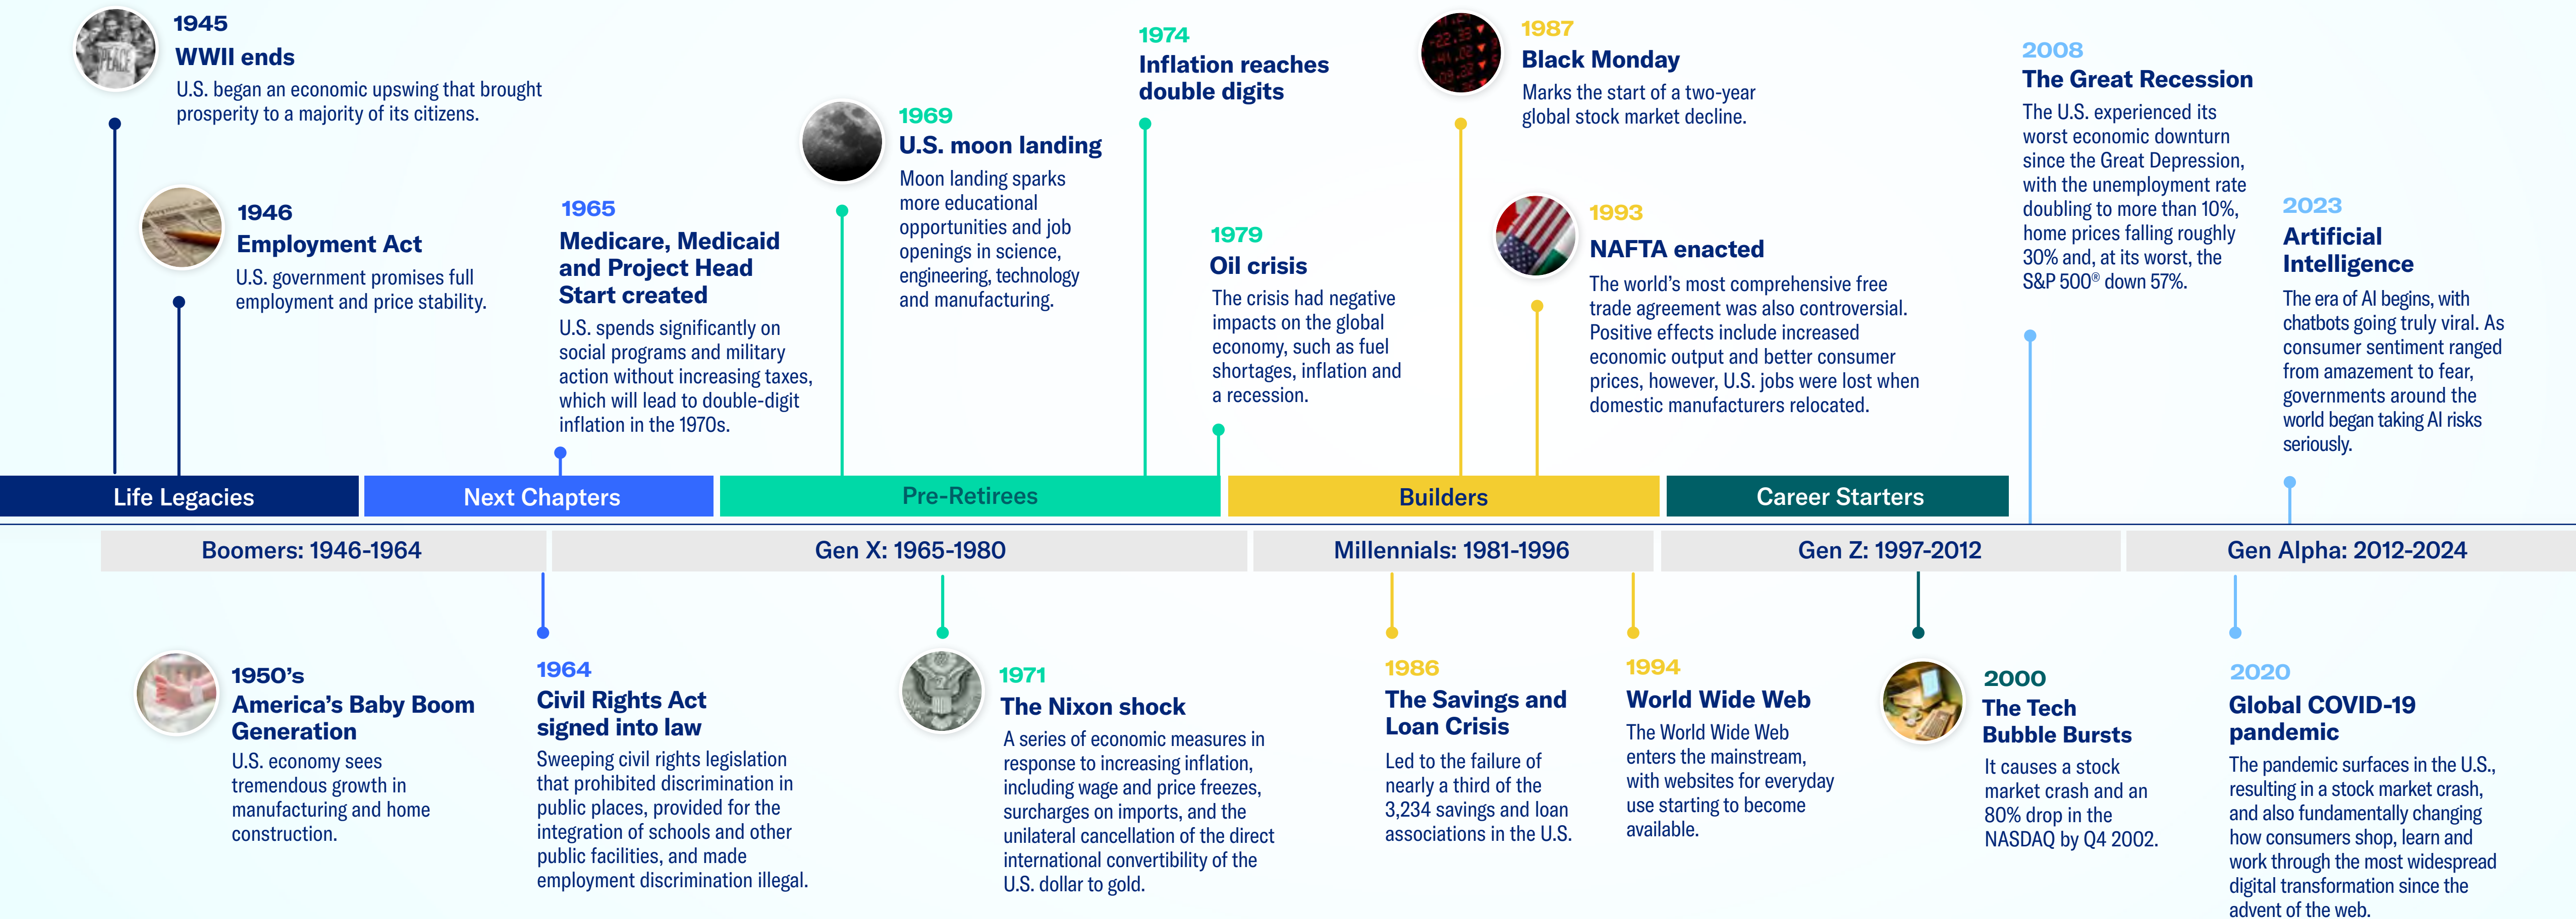 1945
WWII ends
U.S. began an economic upswing that brought
prosperity to a majority of its citizens.
PEACE
1946
Employment Act
U.S. government promises full
employment and price stability.
1965
Medicare, Medicaid
and Project Head
Start created
U.S. spends significantly on
social programs and military
action without increasing taxes,
which will lead to double-digit
inflation in the 1970s.
1969
U.S. moon landing
Moon landing sparks
more educational
opportunities and job
openings in science,
engineering, technology
and manufacturing.
1974
Inflation reaches
double digits
1979
Oil crisis
The crisis had negative
impacts on the global
economy, such as fuel
shortages, inflation and
a recession.
1987
Black Monday
Marks the start of a two-year
global stock market decline.
1993
NAFTA enacted
The world’s most comprehensive free
trade agreement was also controversial.
Positive effects include increased
economic output and better consumer
prices, however, U.S. jobs were lost when
domestic manufacturers relocated.
2008
The Great Recession
The U.S. experienced its
worst economic downturn
since the Great Depression,
with the unemployment rate
doubling to more than 10%,
home prices falling roughly
30% and, at its worst, the
S&P 500® down 57%.
2023
Artificial
Intelligence
The era of AI begins, with
chatbots going truly viral. As
consumer sentiment ranged
from amazement to fear,
governments around the
world began taking AI risks
seriously.
Life Legacies
Next Chapters
Pre-Retirees
Builders
Career Starters
Boomers: 1946-1964
Gen X: 1965-1980
Millennials: 1981-1996
Gen Z: 1997-2012
Gen Alpha: 2012-2024
1950’s
America’s Baby Boom
Generation
U.S. economy sees
tremendous growth in
manufacturing and home
construction.
1964
Civil Rights Act
signed into law
Sweeping civil rights legislation
that prohibited discrimination in
public places, provided for the
integration of schools and other
public facilities, and made
employment discrimination illegal.
1971
The Nixon shock
A series of economic measures in
response to increasing inflation,
including wage and price freezes,
surcharges on imports, and the
unilateral cancellation of the direct
international convertibility of the
U.S. dollar to gold.
1986
The Savings and
Loan Crisis
Led to the failure of
nearly a third of the
3,234 savings and loan
associations in the U.S.
1994
World Wide Web
The World Wide Web
enters the mainstream,
with websites for everyday
use starting to become
available.
2000
The Tech
Bubble Bursts
It causes a stock
market crash and an
80% drop in the
NASDAQ by Q4 2002.
2020
Global COVID-19
pandemic
The pandemic surfaces in the U.S.,
resulting in a stock market crash,
and also fundamentally changing
how consumers shop, learn and
work through the most widespread
digital transformation since the
advent of the web.